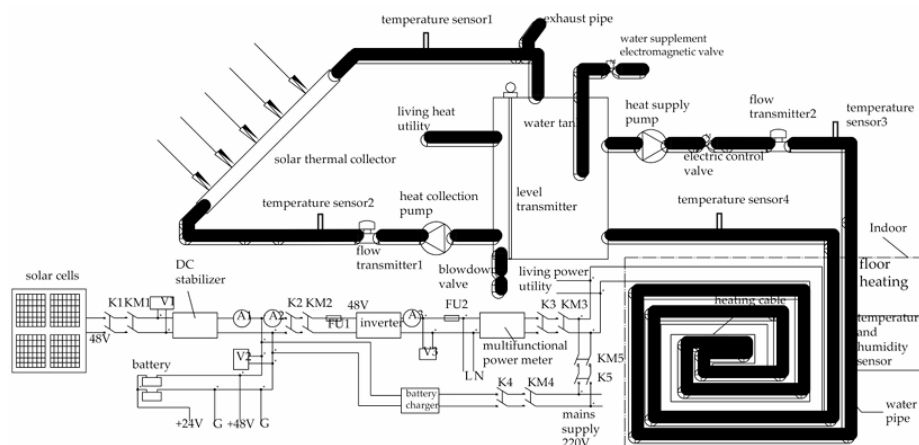 temperature sensor1
exhaust pipe
water supplement
electromagnetic valve
living heat
utility
water tan
heat supply
pump
flow
transmitter2
temperature
sensor3
solar thermal collector
electric control
valve
temperature sensor2
heat collection
pump
level
transmitter
temperature sensor4
Indoor
flow
transmitter1
blowdown
valve
living power
utility
floor
heating
solar cells
DC
stabilizer
K1 KM1
V1
48V
A1
A2
K2 KM2
FU1
48V
inverter
A3
FU2
K3 KM3
multifunctional
power meter
heating cable
temperature
and
humidity
sensor
V2
V3
L N
KM5
K5
battery
battery
charger
K4 KM4
mains
supply
220V
+24V G +48V G
water
pipe